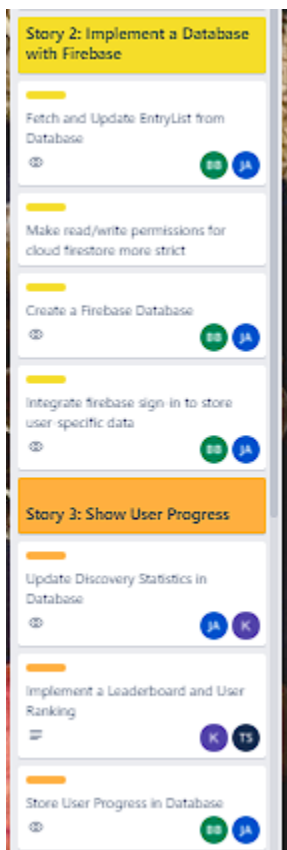 Story 2: Implement a Database
with Firebase
Fetch and Update EntryList from
Database
BB JA
Make read/write permissions for
cloud firestore more strict
Create a Firebase Database
BB JA
Integrate firebase sign-in to store
user-specific data
BB JA
Story 3: Show User Progress
Update Discovery Statistics in
Database
JA K
Implement a Leaderboard and User
Ranking
K TS
Store User Progress in Database
BB JA